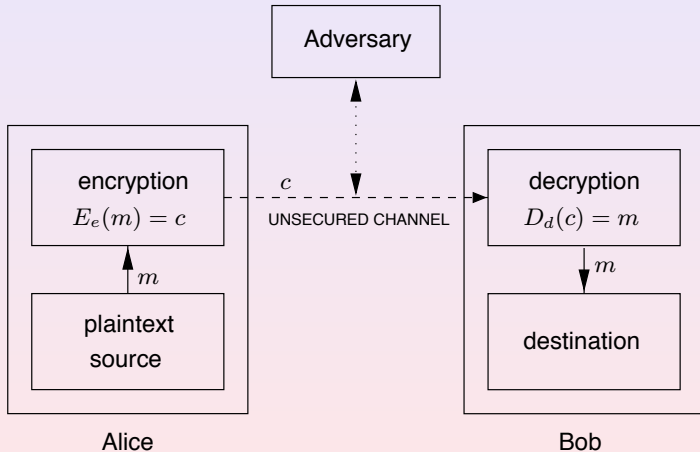 Adversary
encryption
E_e(m) = c
c
UNSECURED CHANNEL
decryption
D_d(c) = m
m
m
plaintext
source
destination
Alice
Bob